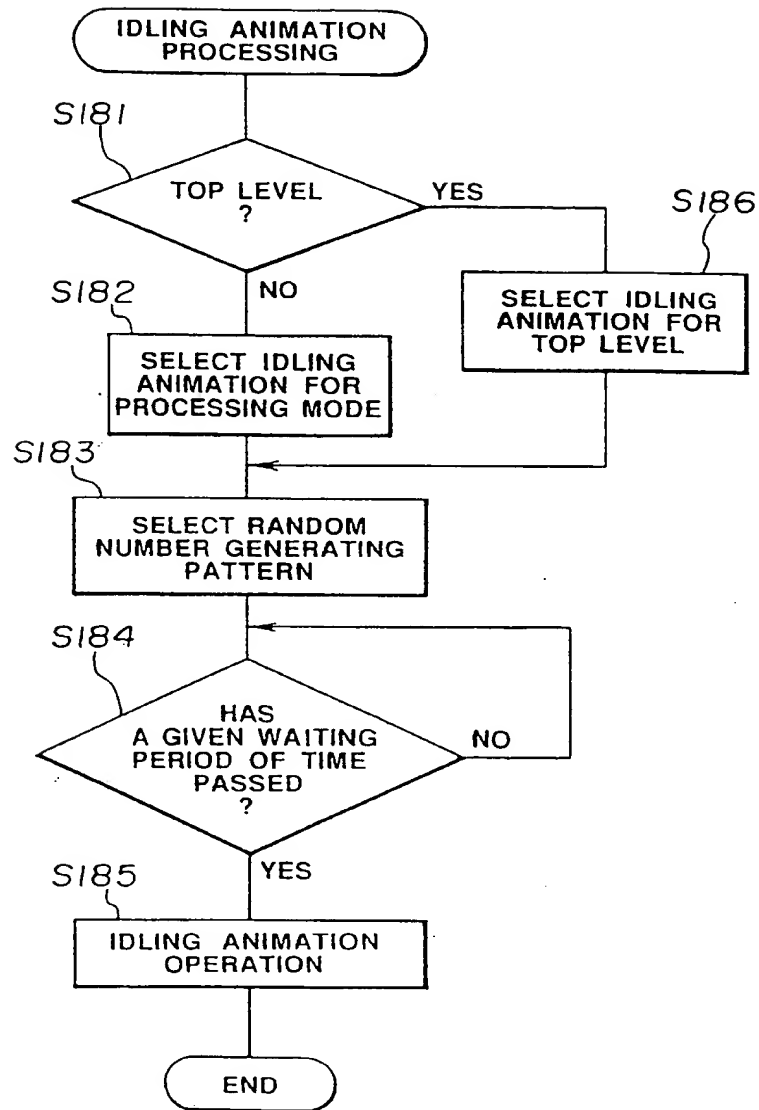 IDLING ANIMATION
PROCESSING
S181
TOP LEVEL
?
YES
NO
S186
SELECT IDLING
ANIMATION FOR
TOP LEVEL
S182
SELECT IDLING
ANIMATION FOR
PROCESSING MODE
S183
SELECT RANDOM
NUMBER GENERATING
PATTERN
S184
HAS
A GIVEN WAITING
PERIOD OF TIME
PASSED
?
NO
YES
S185
IDLING ANIMATION
OPERATION
END